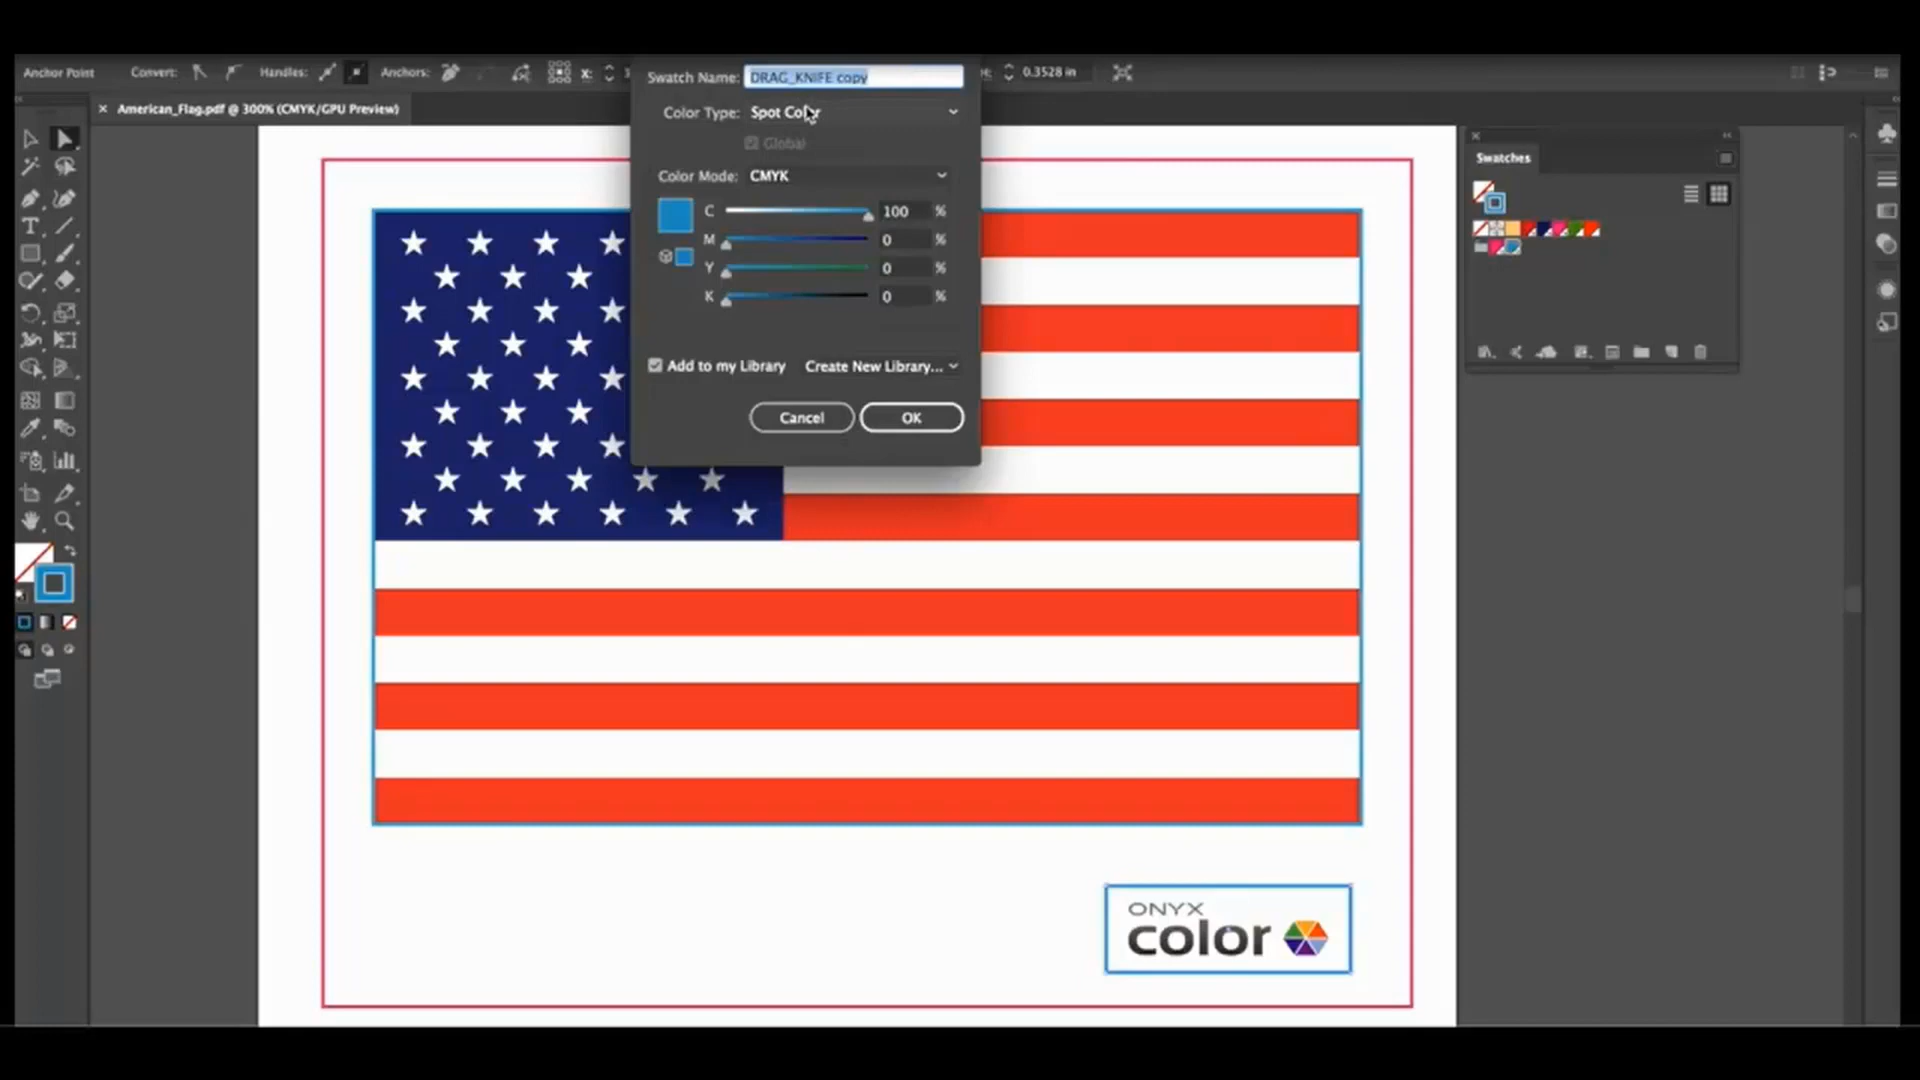 Anchor Point Convert: Handles: Anchors: X: 0.3528 in
American_Flag.pdf @ 300% (CMYK/GPU Preview)
Swatch Name: DRAG_KNIFE copy
Color Type: Spot Color
Global
Color Mode: CMYK
C 100 %
M 0 %
Y 0 %
K 0 %
Add to my Library Create New Library...
Cancel OK
Swatches
ONYX
color